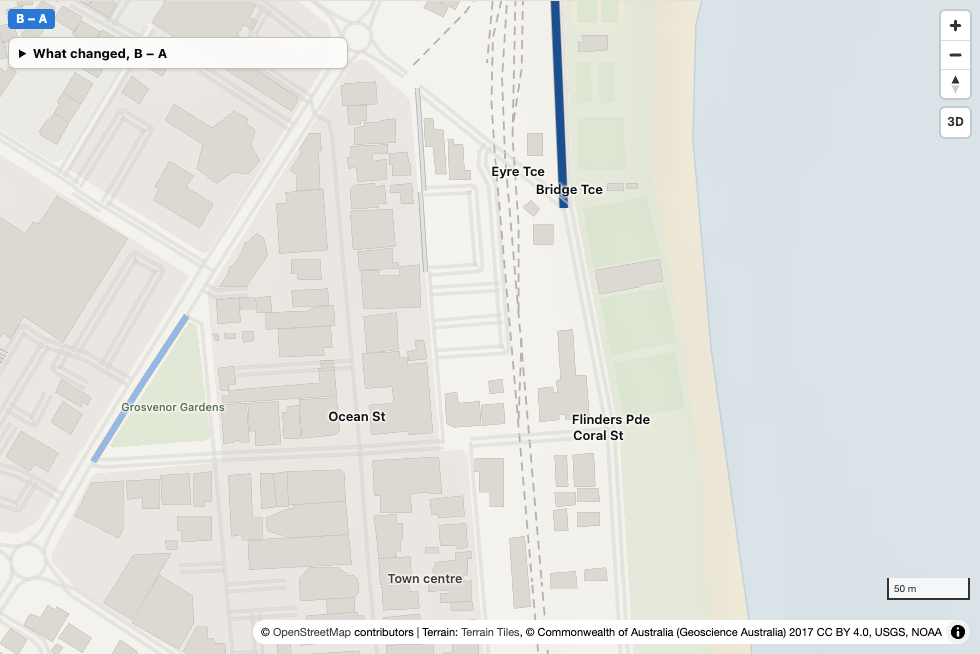 B – A
▶ What changed, B – A
+
−
3D
Eyre Tce
Bridge Tce
Grosvenor Gardens
Ocean St
Flinders Pde
Coral St
Town centre
50 m
© OpenStreetMap contributors | Terrain: Terrain Tiles, © Commonwealth of Australia (Geoscience Australia) 2017 CC BY 4.0, USGS, NOAA